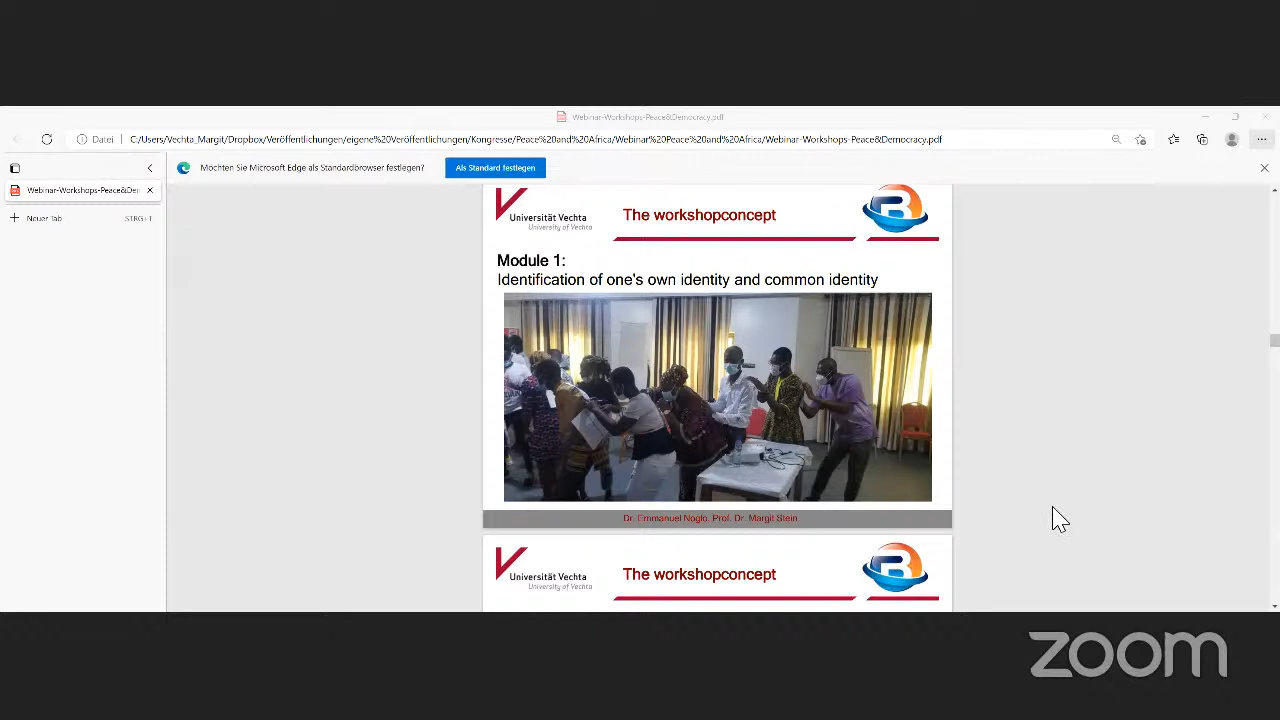 Webinar-Workshops-Peace&Democracy.pdf
Datei
C:/Users/Vechta_Margit/Dropbox/Veröffentlichungen/eigene%20Veröffentlichungen/Kongresse/Peace%20and%20Africa/Webinar%20Peace%20and%20Africa/Webinar-Workshops-Peace&Democracy.pdf
Möchten Sie Microsoft Edge als Standardbrowser festlegen?
Als Standard festlegen
Webinar-Workshops-Peace&Der
Neuer Tab
STRG+T
Universität Vechta
University of Vechta
The workshopconcept
B
Module 1:
Identification of one's own identity and common identity
Dr. Emmanuel Noglo, Prof. Dr. Margit Stein
Universität Vechta
University of Vechta
The workshopconcept
B
zoom